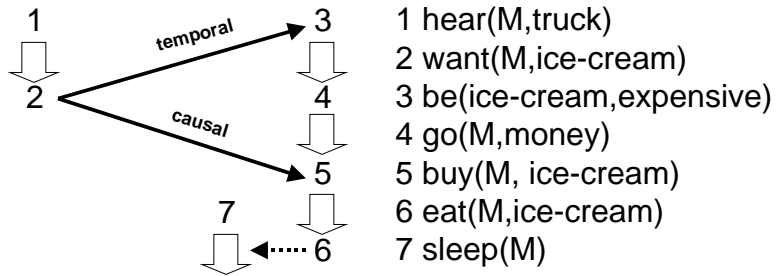 1
2
temporal
causal
3
4
5
6
7
1 hear(M,truck)
2 want(M,ice-cream)
3 be(ice-cream,expensive)
4 go(M,money)
5 buy(M, ice-cream)
6 eat(M,ice-cream)
7 sleep(M)